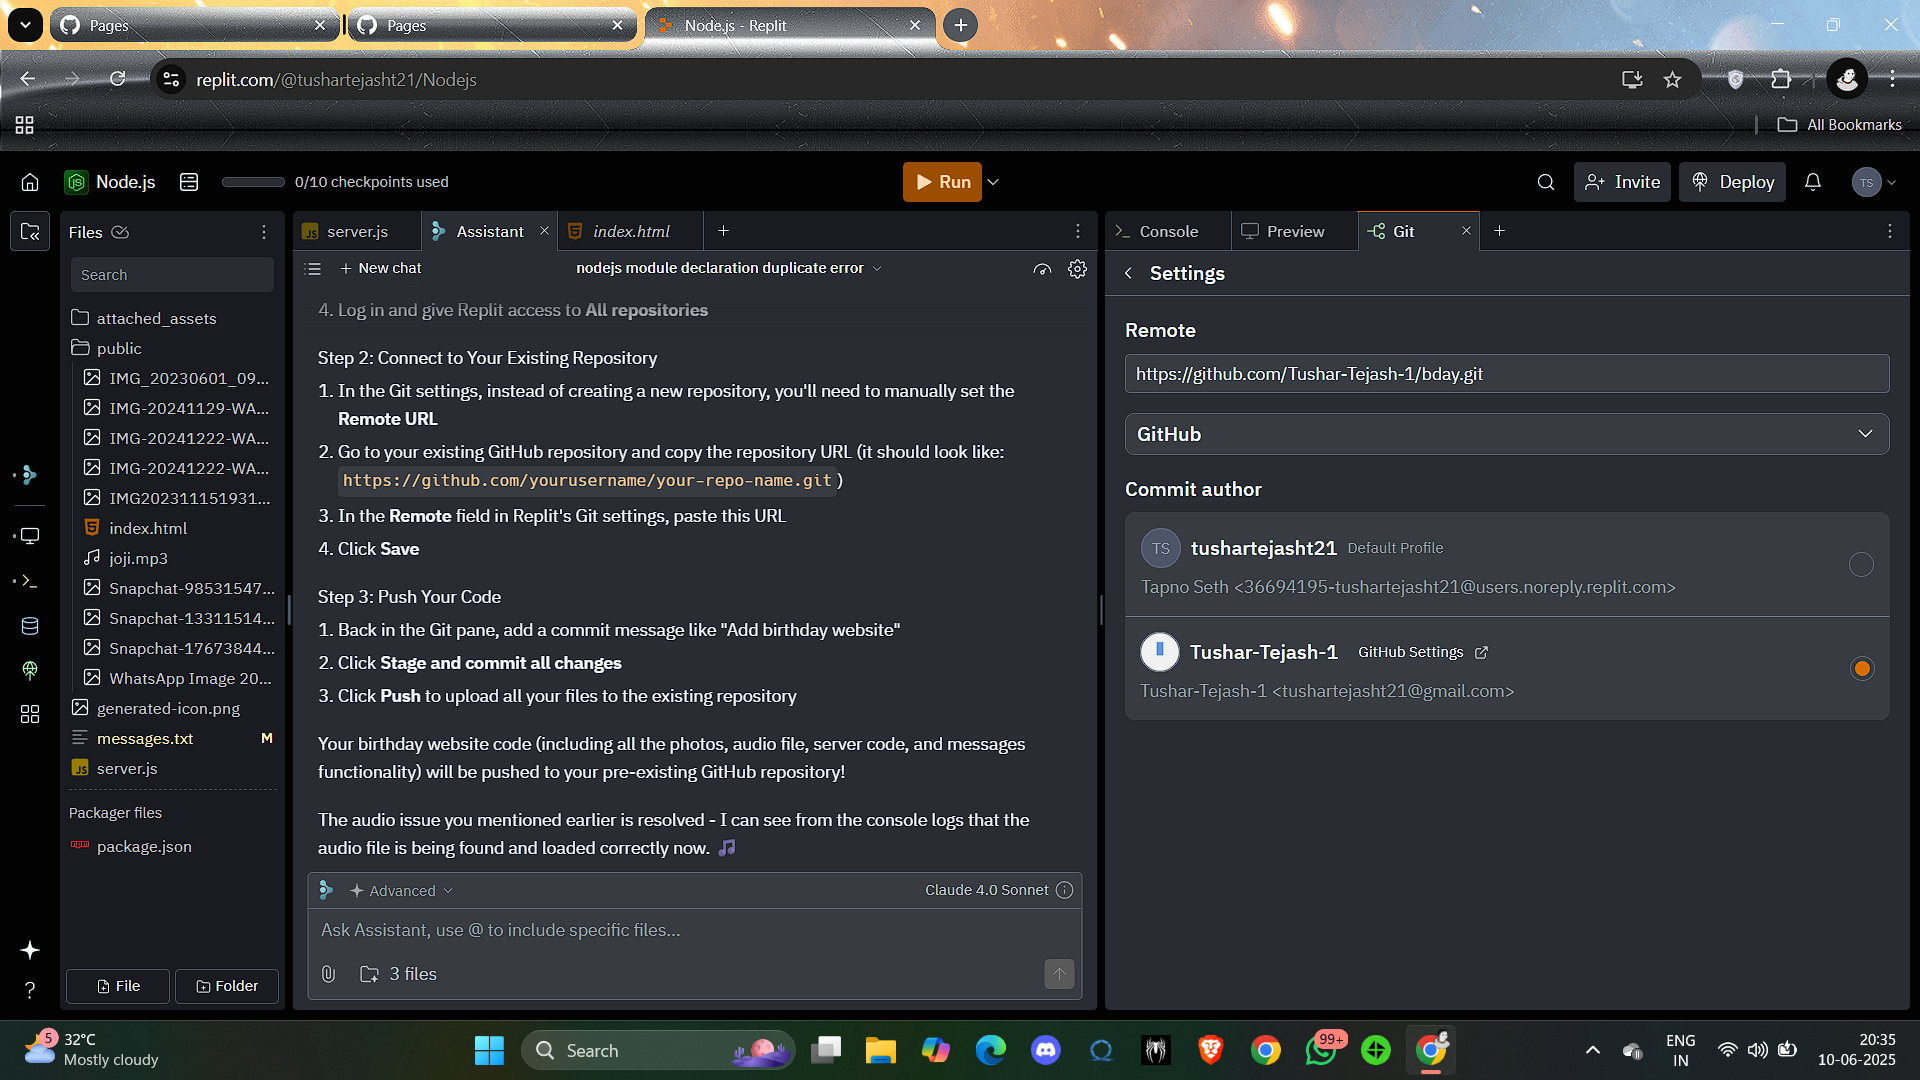 Pages
Pages
Node.js - Replit
replit.com/@tushartejasht21/Nodejs
All Bookmarks
Node.js
0/10 checkpoints used
Run
Invite
Deploy
TS
Files
Search
attached_assets
public
IMG_20230601_09...
IMG-20241129-WA...
IMG-20241222-WA...
IMG-20241222-WA...
IMG202311151931...
index.html
joji.mp3
Snapchat-98531547...
Snapchat-13311514...
Snapchat-17673844...
WhatsApp Image 20...
generated-icon.png
messages.txt M
server.js
Packager files
package.json
File
Folder
server.js
Assistant
index.html
New chat
nodejs module declaration duplicate error
4. Log in and give Replit access to All repositories
Step 2: Connect to Your Existing Repository
1. In the Git settings, instead of creating a new repository, you'll need to manually set the
Remote URL
2. Go to your existing GitHub repository and copy the repository URL (it should look like:
https://github.com/yourusername/your-repo-name.git)
3. In the Remote field in Replit's Git settings, paste this URL
4. Click Save
Step 3: Push Your Code
1. Back in the Git pane, add a commit message like "Add birthday website"
2. Click Stage and commit all changes
3. Click Push to upload all your files to the existing repository
Your birthday website code (including all the photos, audio file, server code, and messages
functionality) will be pushed to your pre-existing GitHub repository!
The audio issue you mentioned earlier is resolved - I can see from the console logs that the
audio file is being found and loaded correctly now. 🎵
Advanced
Claude 4.0 Sonnet
Ask Assistant, use @ to include specific files...
3 files
Console
Preview
Git
Settings
Remote
https://github.com/Tushar-Tejash-1/bday.git
GitHub
Commit author
TS
tushartejasht21 Default Profile
Tapno Seth <36694195-tushartejasht21@users.noreply.replit.com>
Tushar-Tejash-1 GitHub Settings
Tushar-Tejash-1 <tushartejasht21@gmail.com>
5
32°C
Mostly cloudy
Search
99+
ENG
IN
20:35
10-06-2025